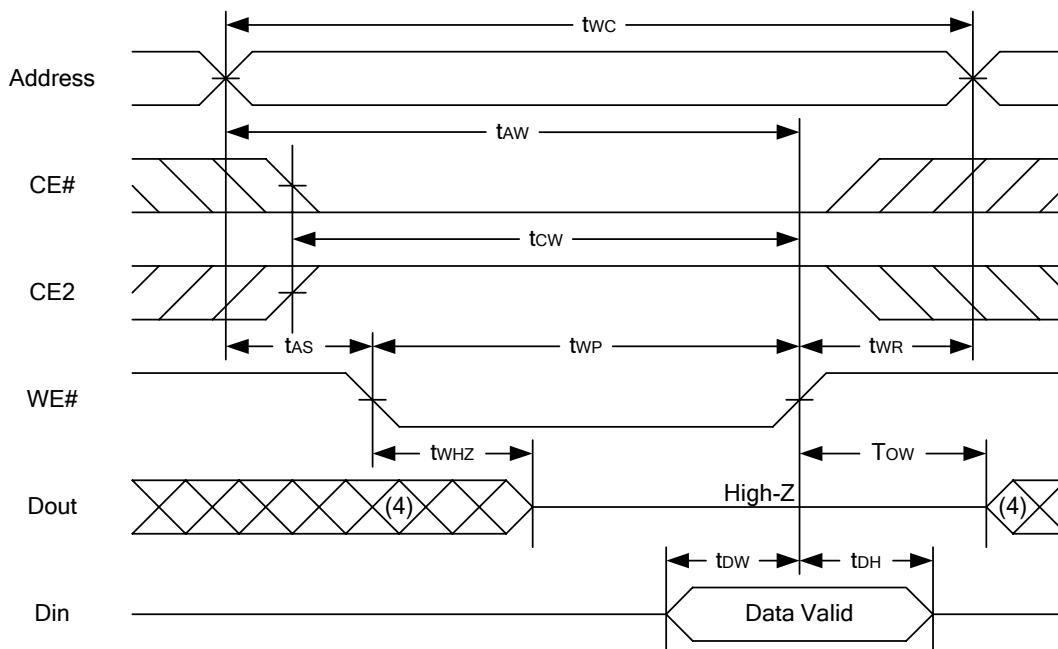 tWC
Address
tAW
CE#
tCW
CE2
tAS tWP tWR
WE#
tWHZ TOW
Dout (4) High-Z (4)
tDW tDH
Din Data Valid